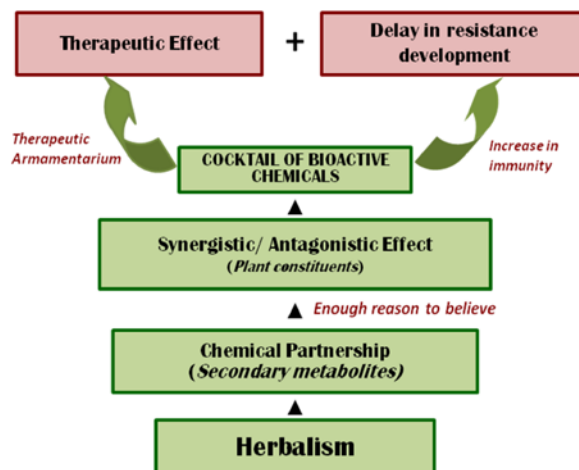 Therapeutic Effect
+
Delay in resistance
development
Therapeutic
Armamentarium
Increase in
immunity
COCKTAIL OF BIOACTIVE
CHEMICALS
Synergistic/ Antagonistic Effect
(Plant constituents)
Enough reason to believe
Chemical Partnership
(Secondary metabolites)
Herbalism